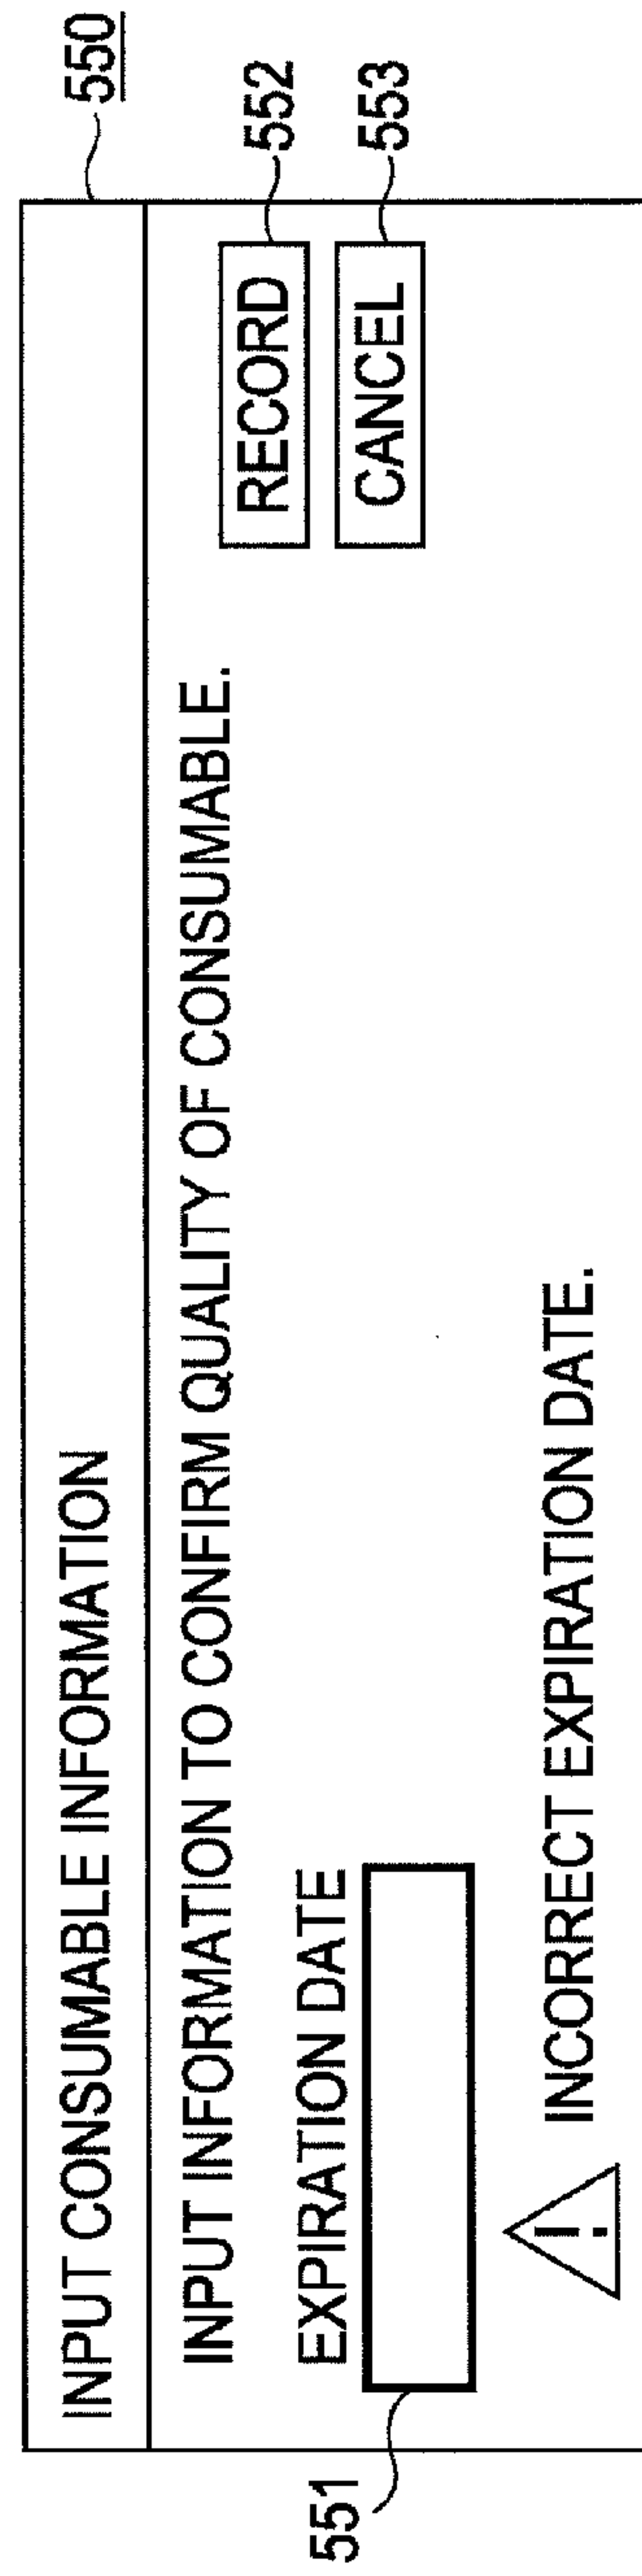 550
INPUT CONSUMABLE INFORMATION
INPUT INFORMATION TO CONFIRM QUALITY OF CONSUMABLE.
RECORD
552
EXPIRATION DATE
CANCEL
553
551
!
INCORRECT EXPIRATION DATE.